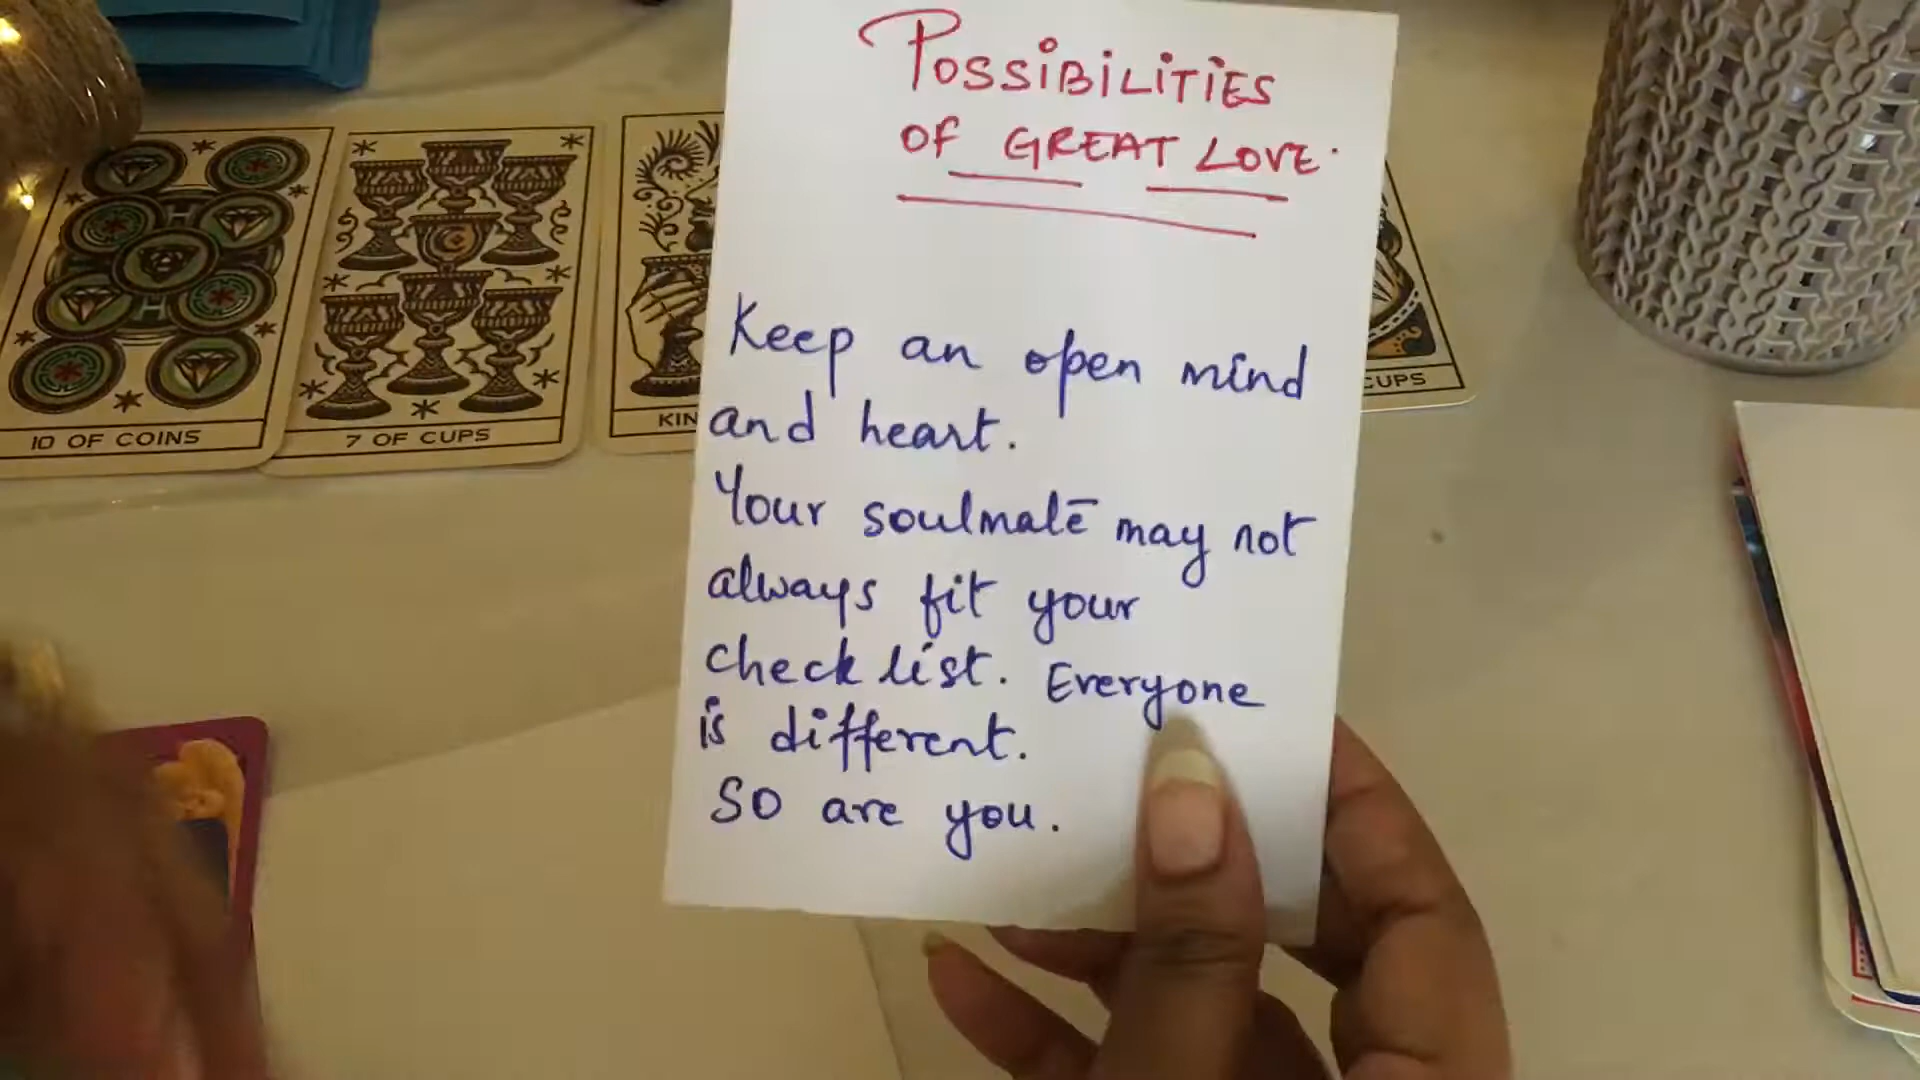 POSSIBILITIES
OF GREAT LOVE.
Keep an open mind
and heart.
Your soulmate may not
always fit your
check list. Everyone
is different.
So are you.
10 OF COINS
7 OF CUPS
KIN
CUPS